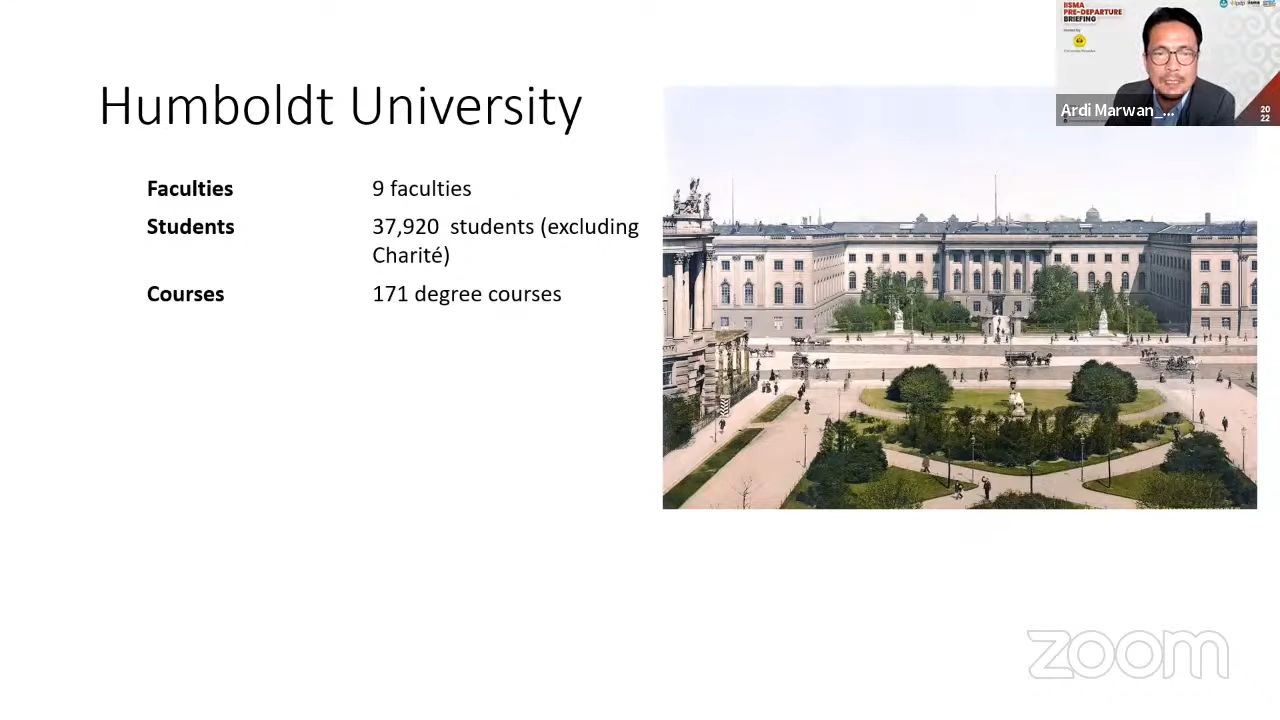 Humboldt University
Faculties 9 faculties
Students 37,920 students (excluding
Charité)
Courses 171 degree courses
IISMA
PRE-DEPARTURE
BRIEFING
Ardi Marwan_...
20
22
zoom